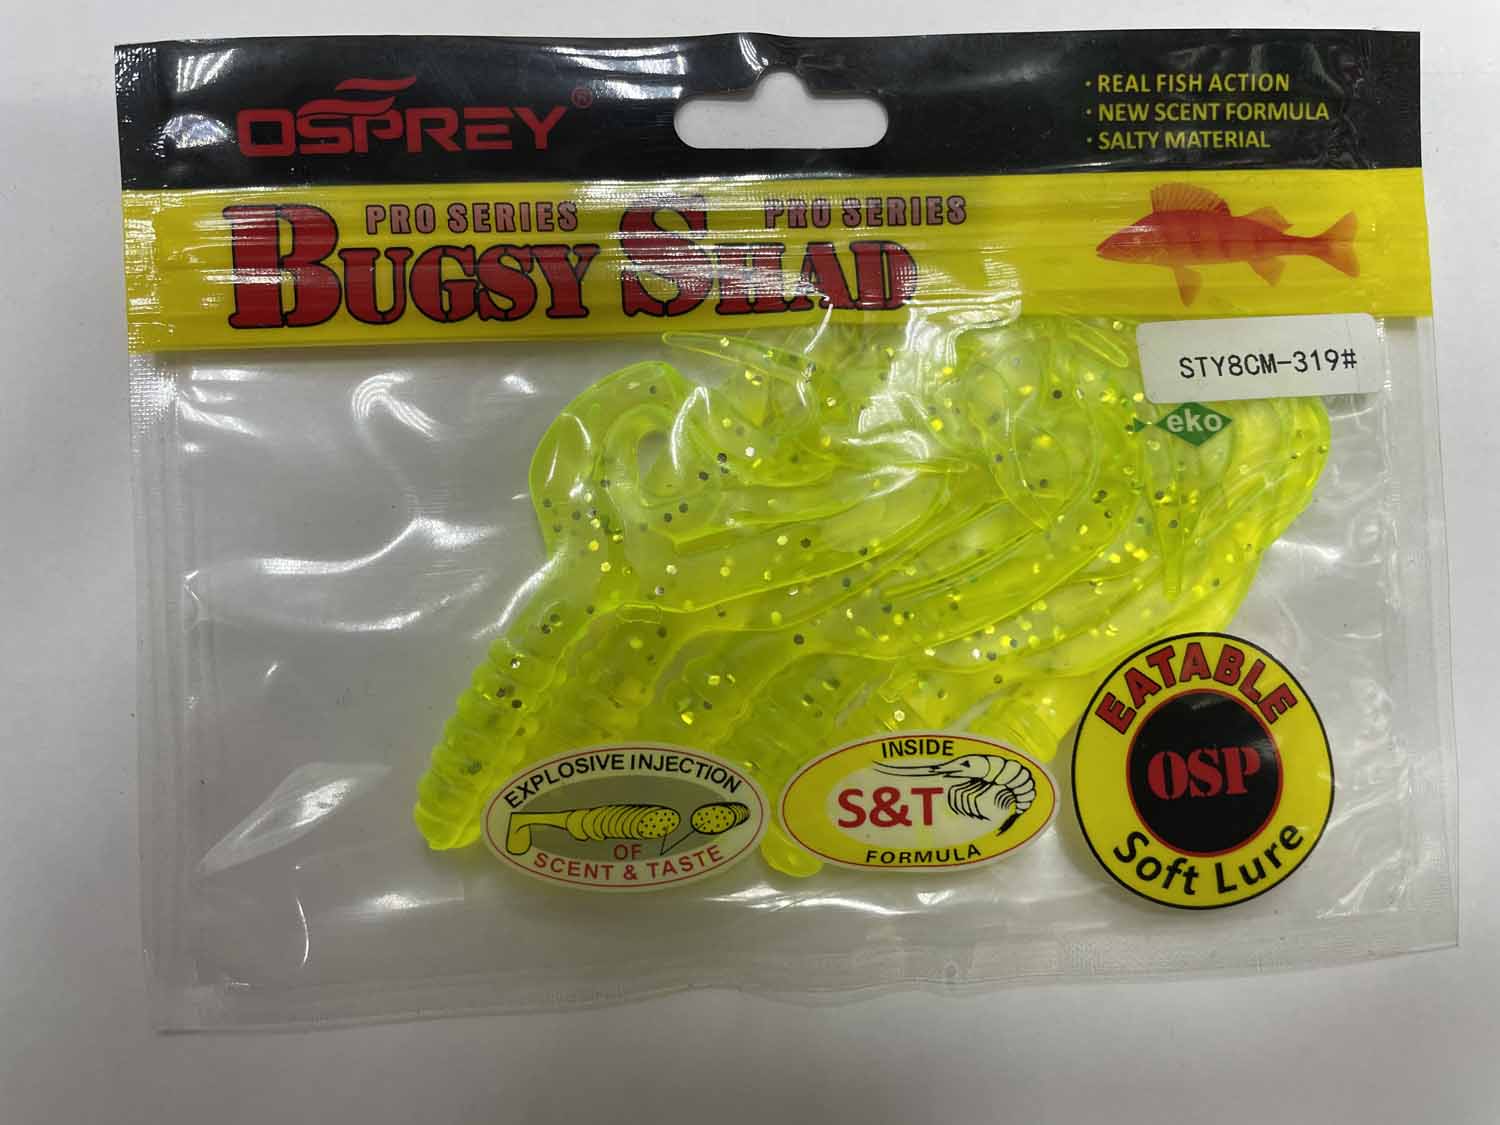 OSPREY®
· REAL FISH ACTION
· NEW SCENT FORMULA
· SALTY MATERIAL
PRO SERIES PRO SERIES
BUGSY SHAD
STY8CM-319#
eko
EXPLOSIVE INJECTION
OF
SCENT & TASTE
INSIDE
S&T
FORMULA
EATABLE
OSP
Soft Lure